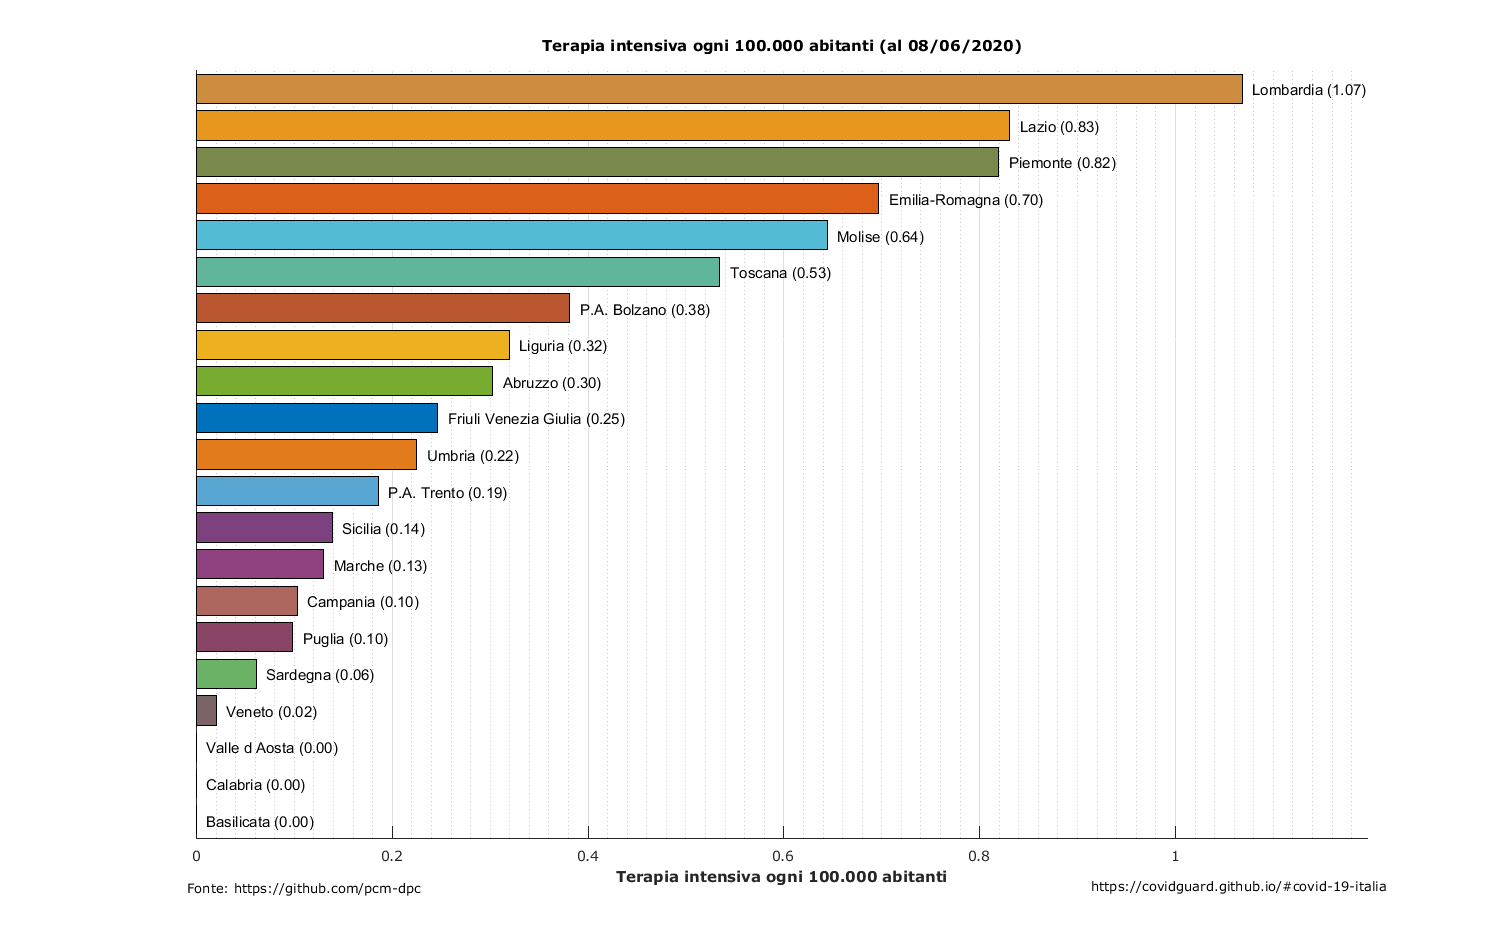 Terapia intensiva ogni 100.000 abitanti (al 08/06/2020)
Lombardia (1.07)
Lazio (0.83)
Piemonte (0.82)
Emilia-Romagna (0.70)
Molise (0.64)
Toscana (0.53)
P.A. Bolzano (0.38)
Liguria (0.32)
Abruzzo (0.30)
Friuli Venezia Giulia (0.25)
Umbria (0.22)
P.A. Trento (0.19)
Sicilia (0.14)
Marche (0.13)
Campania (0.10)
Puglia (0.10)
Sardegna (0.06)
Veneto (0.02)
Valle d Aosta (0.00)
Calabria (0.00)
Basilicata (0.00)
0 0.2 0.4 0.6 0.8 1
Terapia intensiva ogni 100.000 abitanti
Fonte: https://github.com/pcm-dpc
https://covidguard.github.io/#covid-19-italia